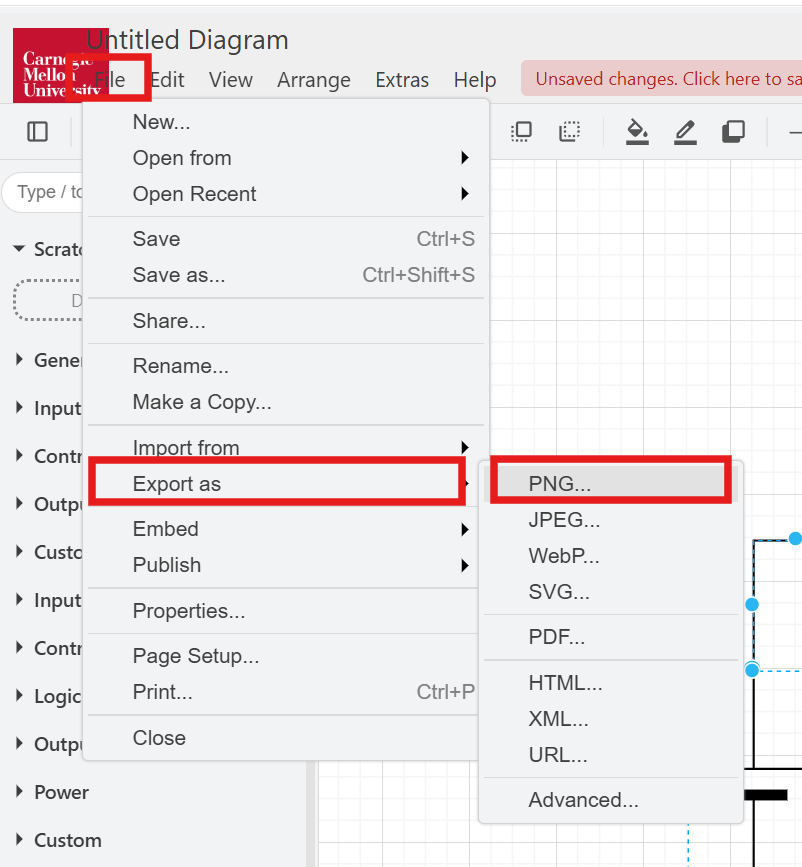 Untitled Diagram
Carnegie
Mellon
University
File Edit View Arrange Extras Help
Unsaved changes. Click here to sa
New...
Open from
Open Recent
Save Ctrl+S
Save as... Ctrl+Shift+S
Share...
Rename...
Make a Copy...
Import from
Export as
Embed
Publish
Properties...
Page Setup...
Print... Ctrl+P
Close
PNG...
JPEG...
WebP...
SVG...
PDF...
HTML...
XML...
URL...
Advanced...
Type / to
Scratc
D
Gener
Input
Contr
Outpu
Custo
Input
Contr
Logic
Outpu
Power
Custom